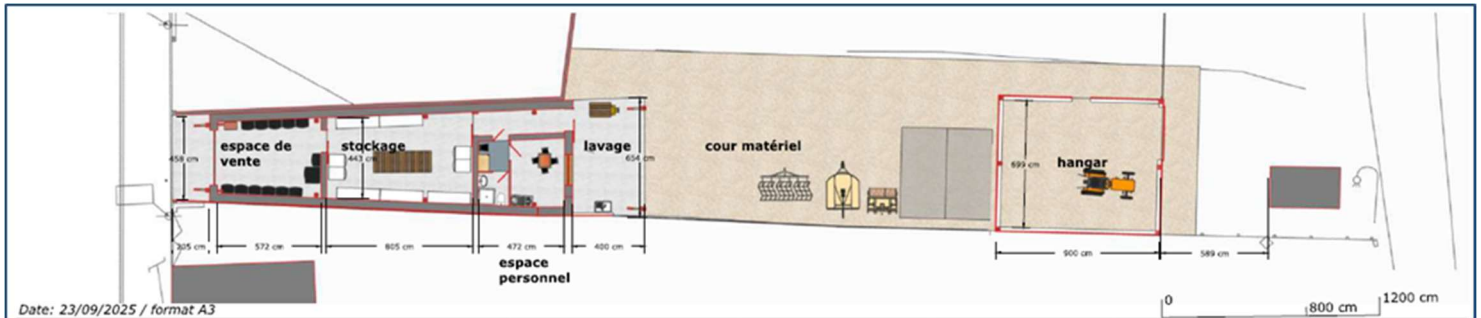 espace de
vente
stockage
lavage
cour matériel
hangar
458 cm
443 cm
654 cm
699 cm
205 cm
572 cm
805 cm
472 cm
400 cm
900 cm
589 cm
espace
personnel
Date: 23/09/2025 / format A3
0
800 cm
1200 cm